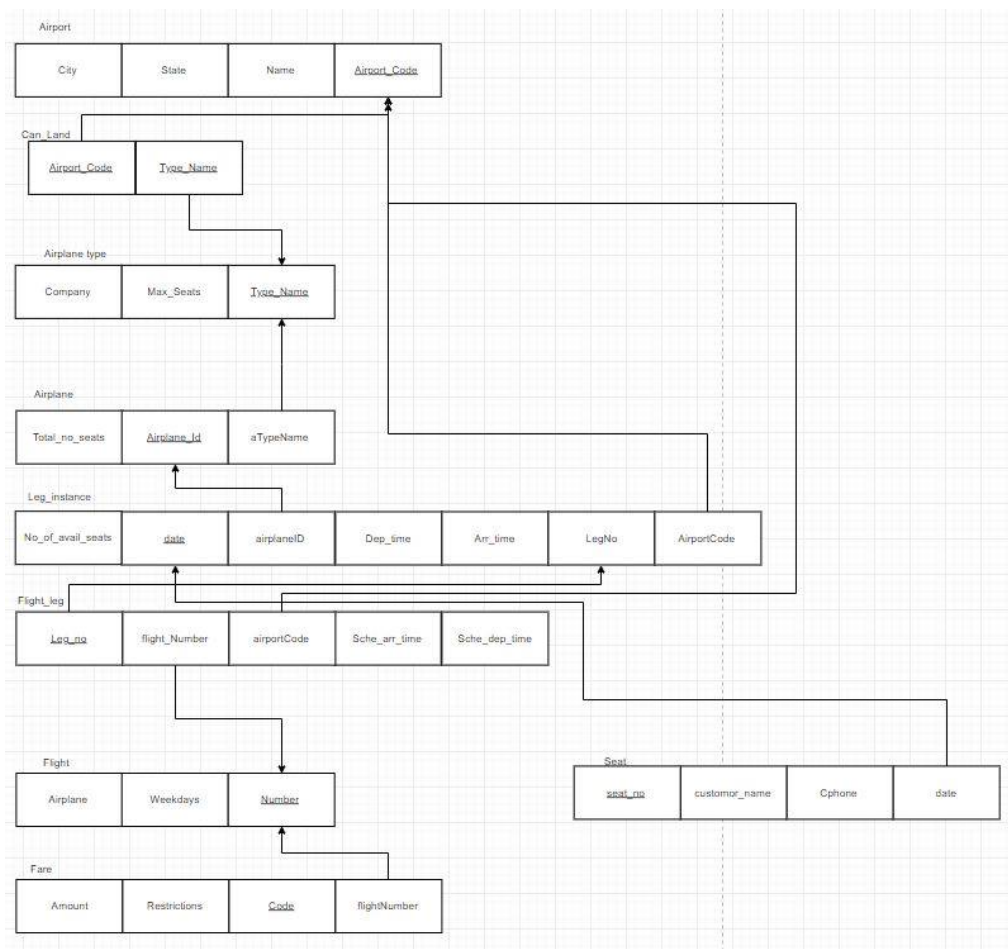 Airport
City State Name Airport_Code
Can_Land
Airport_Code Type_Name
Airplane type
Company Max_Seats Type_Name
Airplane
Total_no_seats Airplane_Id aTypeName
Leg_instance
No_of_avail_seats date airplaneID Dep_time Arr_time LegNo AirportCode
Flight_leg
Leg_no flight_Number airportCode Sche_arr_time Sche_dep_time
Flight
Airplane Weekdays Number
Seat
seat_no customor_name Cphone date
Fare
Amount Restrictions Code flightNumber